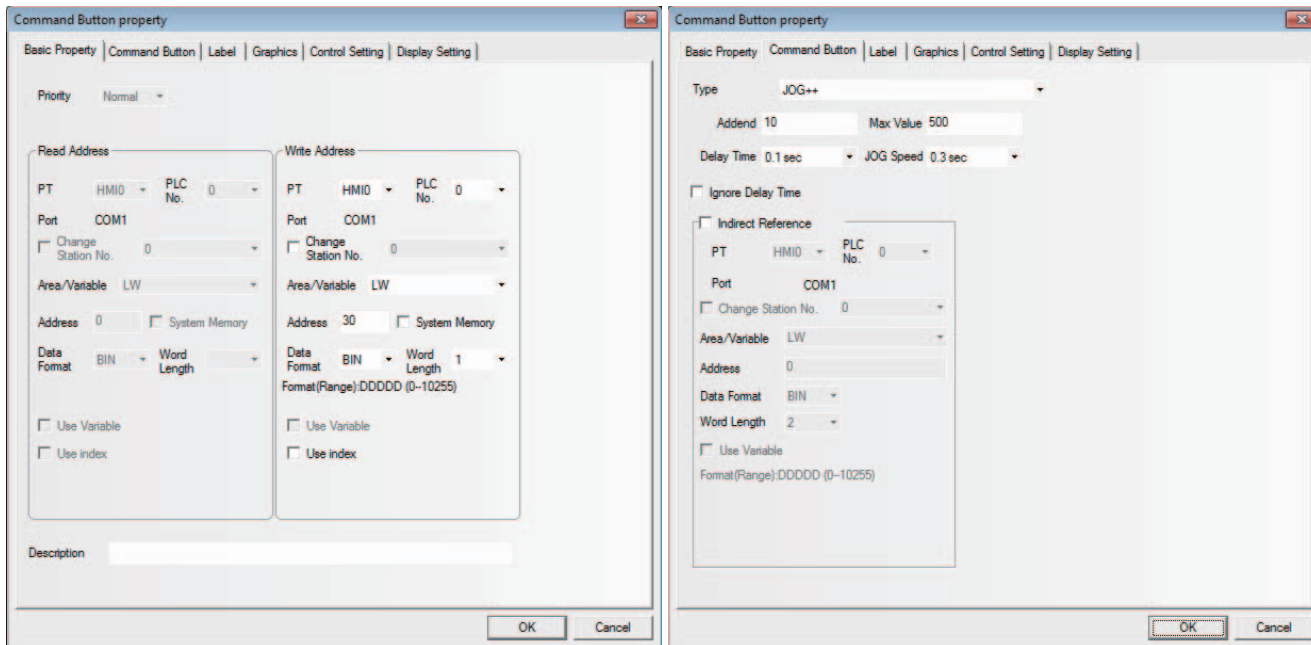 Command Button property
Basic Property Command Button Label Graphics Control Setting Display Setting
Priority Normal
Read Address Write Address
PT HMI0 PLC No. 0 PT HMI0 PLC No. 0
Port COM1 Port COM1
Change Station No. 0 Change Station No. 0
Area/Variable LW Area/Variable LW
Address 0 System Memory Address 30 System Memory
Data Format BIN Word Length Data Format BIN Word Length 1
Format(Range):DDDDD (0~10255)
Use Variable Use Variable
Use index Use index
Description
OK Cancel
Command Button property
Basic Property Command Button Label Graphics Control Setting Display Setting
Type JOG++
Addend 10 Max Value 500
Delay Time 0.1 sec JOG Speed 0.3 sec
Ignore Delay Time
Indirect Reference
PT HMI0 PLC No. 0
Port COM1
Change Station No. 0
Area/Variable LW
Address 0
Data Format BIN
Word Length 2
Use Variable
Format(Range):DDDDD (0~10255)
OK Cancel